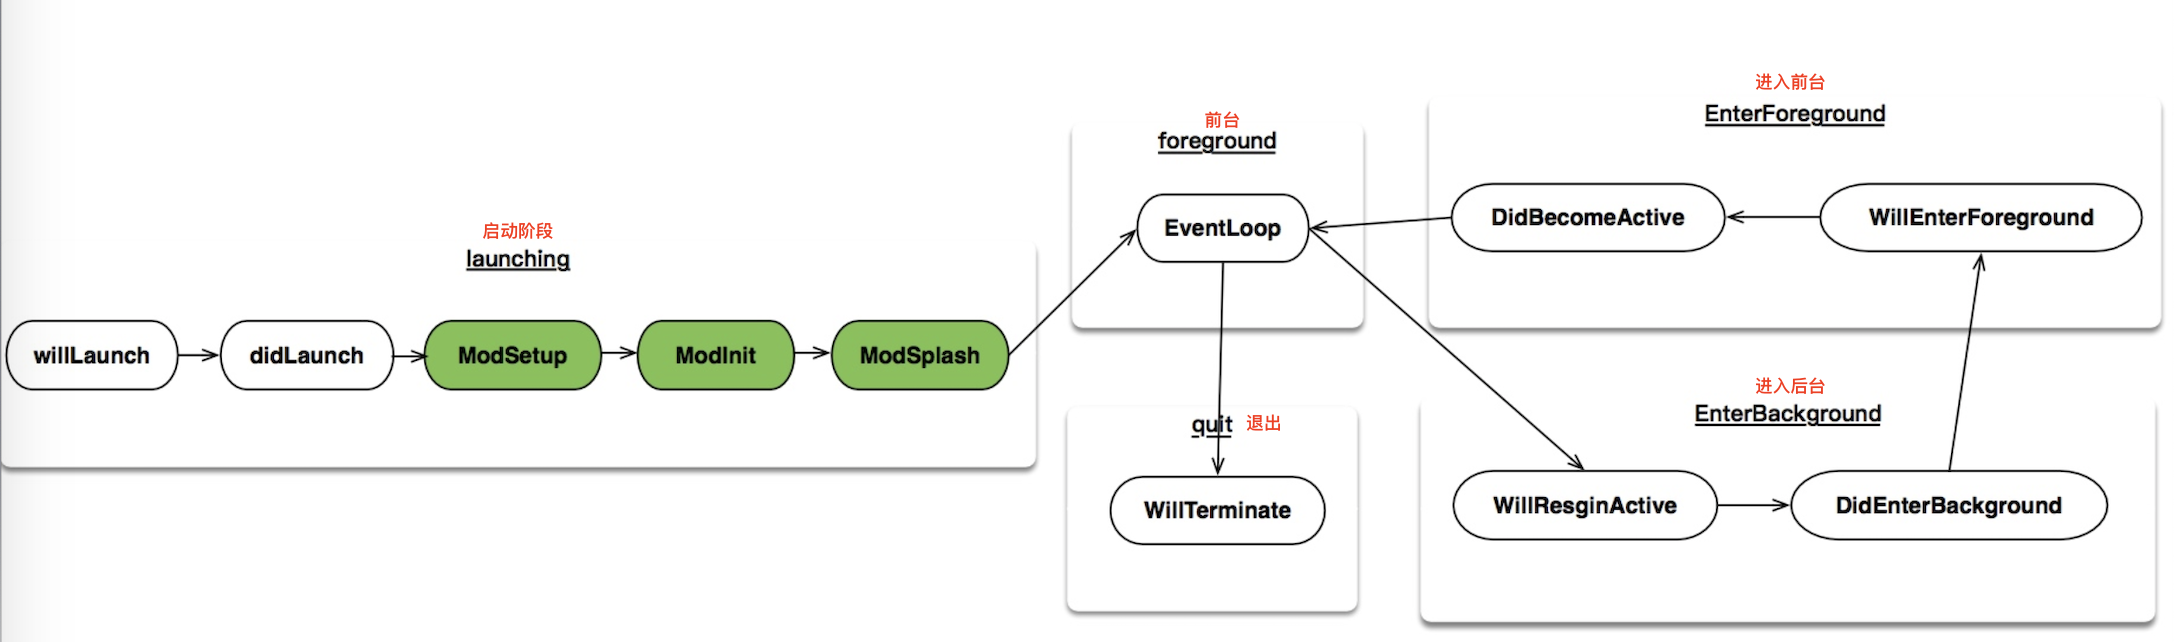 启动阶段
launching
willLaunch
didLaunch
ModSetup
ModInit
ModSplash
前台
foreground
EventLoop
quit 退出
WillTerminate
进入前台
EnterForeground
DidBecomeActive
WillEnterForeground
进入后台
EnterBackground
WillResginActive
DidEnterBackground